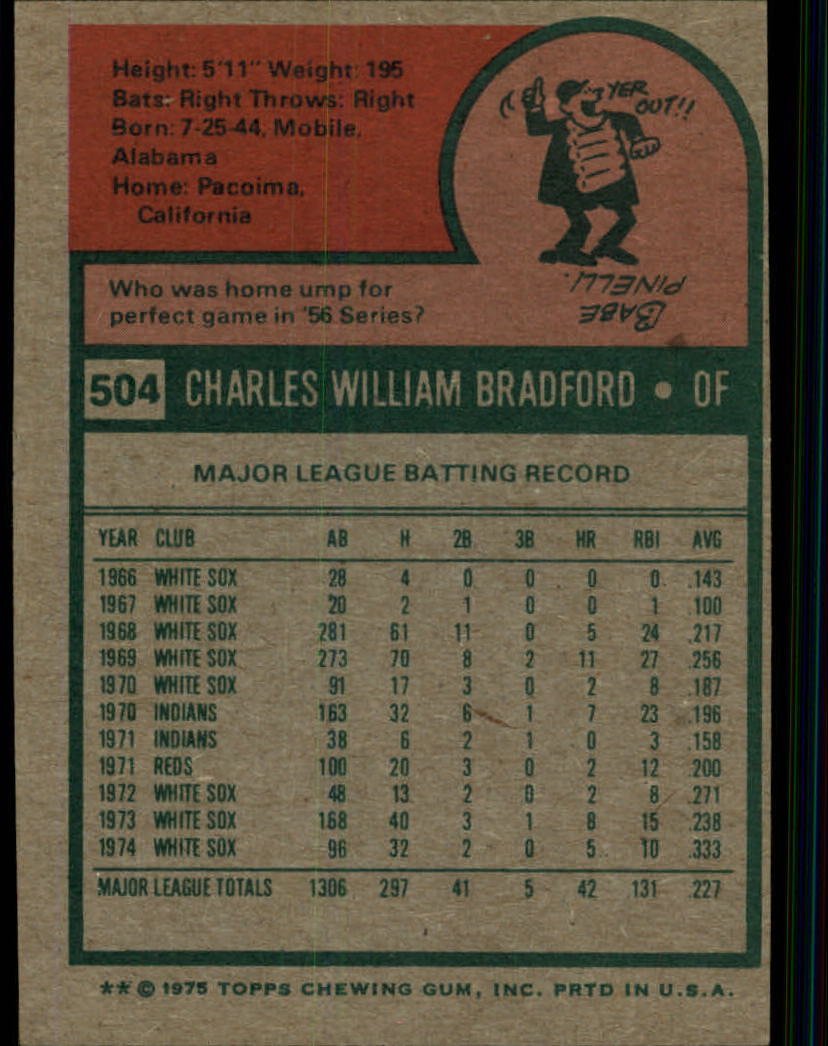 Height: 5'11" Weight: 195
Bats: Right Throws: Right
Born: 7-25-44, Mobile,
Alabama
Home: Pacoima,
California
YER
OUT!!
Who was home ump for
perfect game in '56 Series?
BABE
PINELLI.
504 CHARLES WILLIAM BRADFORD • OF
MAJOR LEAGUE BATTING RECORD
YEAR CLUB AB H 2B 3B HR RBI AVG
1966 WHITE SOX 28 4 0 0 0 0 .143
1967 WHITE SOX 20 2 1 0 0 1 .100
1968 WHITE SOX 281 61 11 0 5 24 .217
1969 WHITE SOX 273 70 8 2 11 27 .256
1970 WHITE SOX 91 17 3 0 2 8 .187
1970 INDIANS 163 32 6 1 7 23 .196
1971 INDIANS 38 6 2 1 0 3 .158
1971 REDS 100 20 3 0 2 12 .200
1972 WHITE SOX 48 13 2 0 2 8 .271
1973 WHITE SOX 168 40 3 1 8 15 .238
1974 WHITE SOX 96 32 2 0 5 10 .333
MAJOR LEAGUE TOTALS 1306 297 41 5 42 131 .227
** © 1975 TOPPS CHEWING GUM, INC. PRTD IN U.S.A.